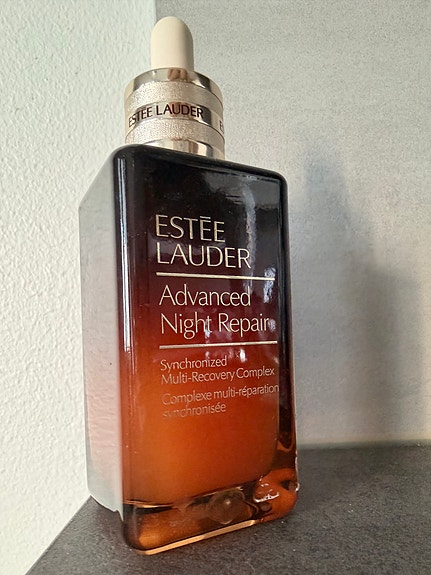 ESTĒE LAUDER
ESTĒE
LAUDER
Advanced
Night Repair
Synchronized
Multi-Recovery Complex
Complexe multi-réparation
synchronisée